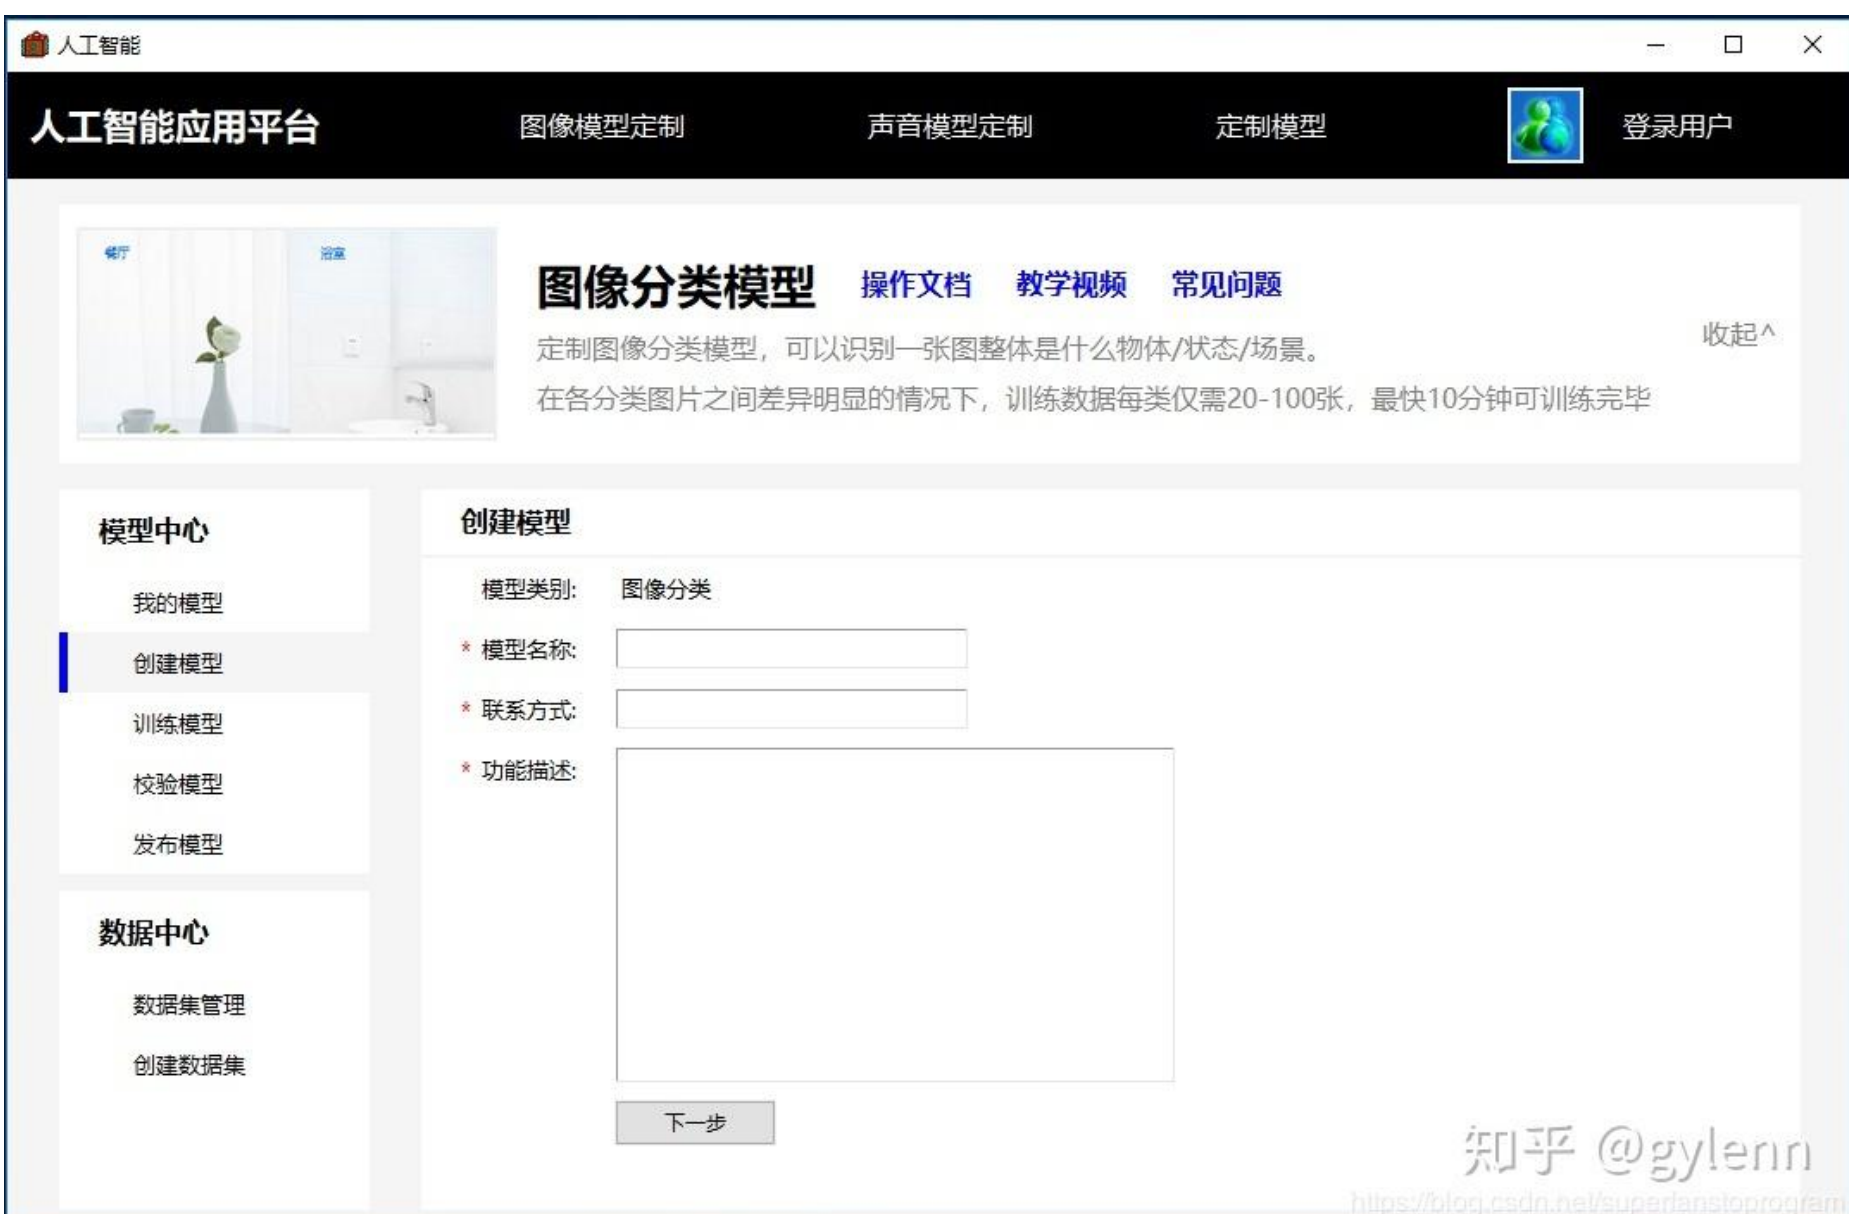 人工智能
人工智能应用平台 图像模型定制 声音模型定制 定制模型 登录用户
餐厅 浴室
图像分类模型 操作文档 教学视频 常见问题
定制图像分类模型，可以识别一张图整体是什么物体/状态/场景。
收起^
在各分类图片之间差异明显的情况下，训练数据每类仅需20-100张，最快10分钟可训练完毕
模型中心
我的模型
创建模型
训练模型
校验模型
发布模型
数据中心
数据集管理
创建数据集
创建模型
模型类别: 图像分类
* 模型名称:
* 联系方式:
* 功能描述:
下一步
知乎 @gylenn
https://blog.csdn.net/superfanstoprogram